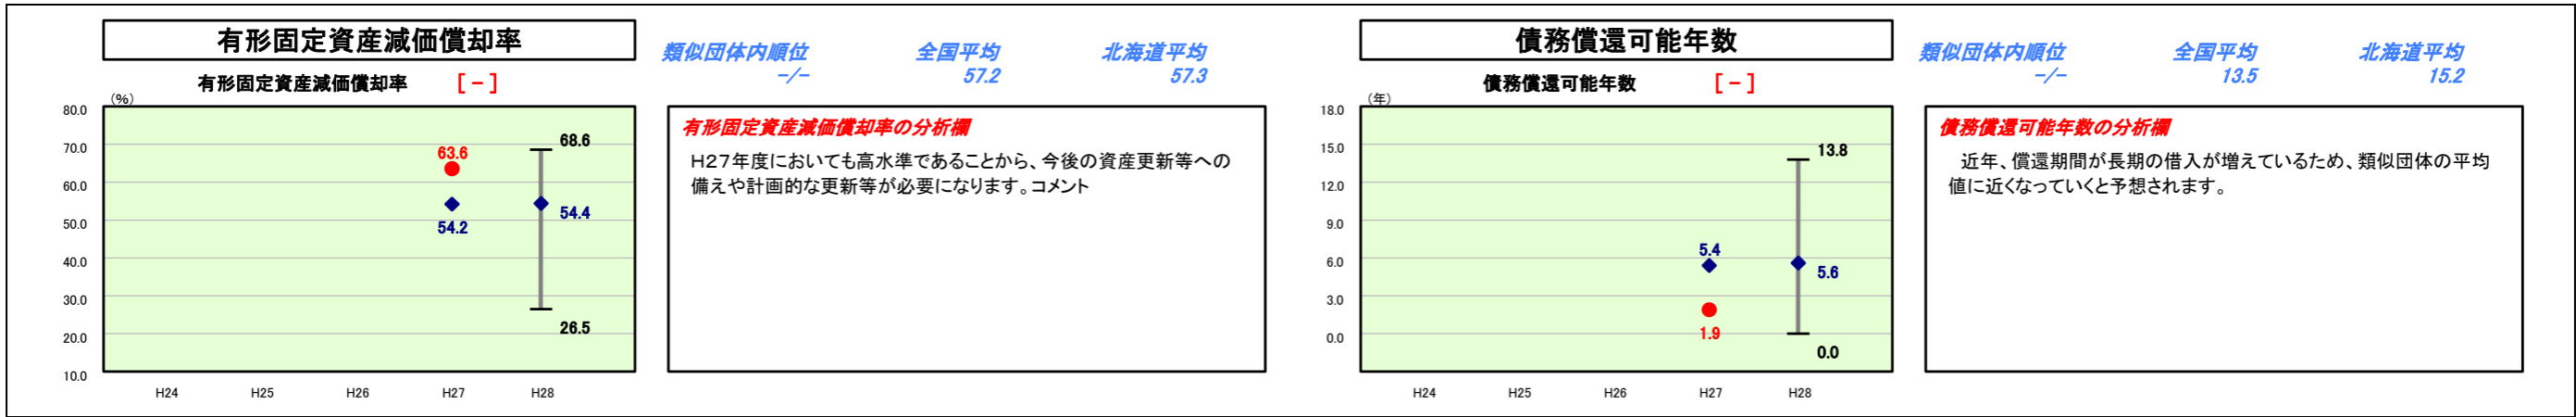 有形固定資産減価償却率
類似団体内順位
-/-
全国平均
57.2
北海道平均
57.3
有形固定資産減価償却率 [ - ]
(%)
80.0
70.0
60.0
50.0
40.0
30.0
20.0
10.0
63.6
54.2
68.6
54.4
26.5
H24 H25 H26 H27 H28
有形固定資産減価償却率の分析欄
H27年度においても高水準であることから、今後の資産更新等への
備えや計画的な更新等が必要になります。コメント
債務償還可能年数
類似団体内順位
-/-
全国平均
13.5
北海道平均
15.2
債務償還可能年数 [ - ]
(年)
18.0
15.0
12.0
9.0
6.0
3.0
0.0
5.4
1.9
13.8
5.6
0.0
H24 H25 H26 H27 H28
債務償還可能年数の分析欄
近年、償還期間が長期の借入が増えているため、類似団体の平均
値に近くなっていくと予想されます。